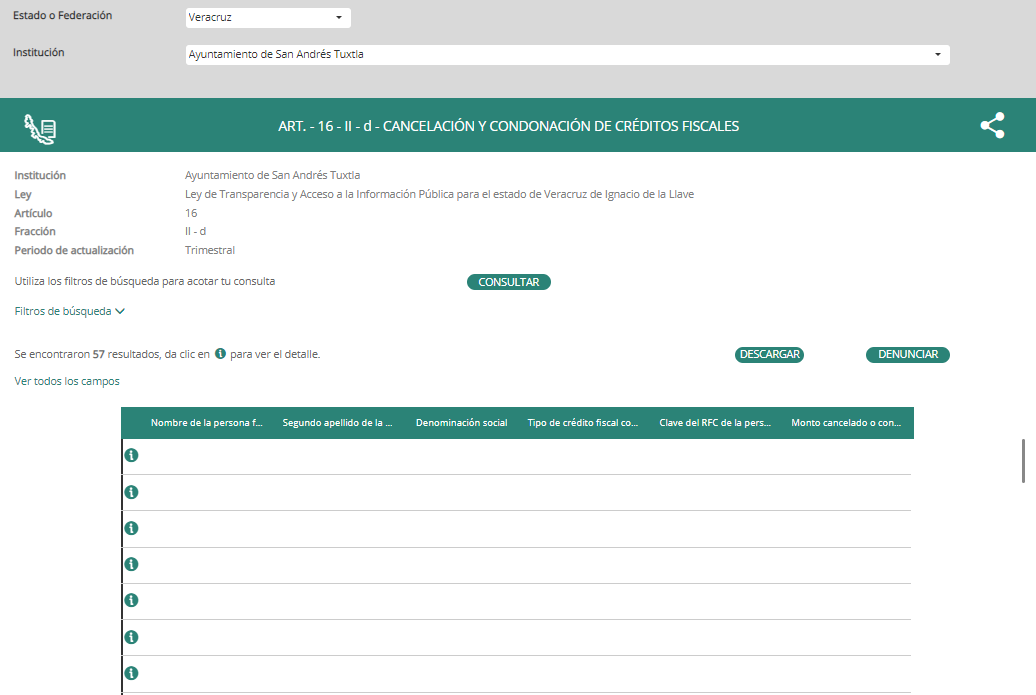 Estado o Federación
Veracruz
Institución
Ayuntamiento de San Andrés Tuxtla
ART. - 16 - II - d - CANCELACIÓN Y CONDONACIÓN DE CRÉDITOS FISCALES
Institución Ayuntamiento de San Andrés Tuxtla
Ley Ley de Transparencia y Acceso a la Información Pública para el estado de Veracruz de Ignacio de la Llave
Artículo 16
Fracción II - d
Periodo de actualización Trimestral
Utiliza los filtros de búsqueda para acotar tu consulta CONSULTAR
Filtros de búsqueda
Se encontraron 57 resultados, da clic en i para ver el detalle. DESCARGAR DENUNCIAR
Ver todos los campos
Nombre de la persona f... Segundo apellido de la ... Denominación social Tipo de crédito fiscal co... Clave del RFC de la pers... Monto cancelado o con...